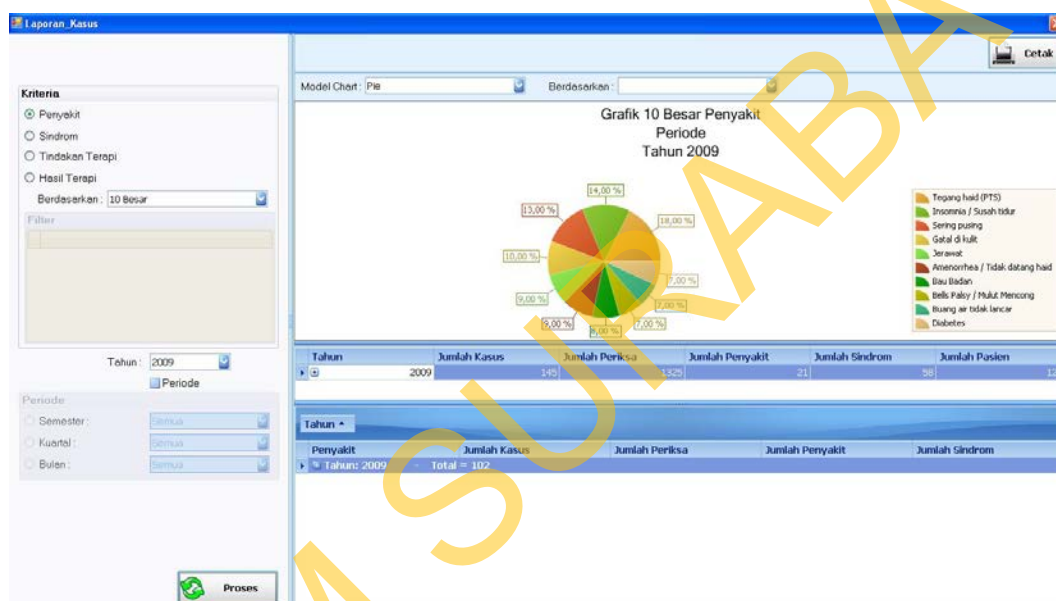 Laporan_Kasus
Cetak
Kriteria
Penyakit
Sindrom
Tindakan Terapi
Hasil Terapi
Berdasarkan : 10 Besar
Filter
Tahun : 2009
Periode
Periode
Semester : Semua
Kuartal : Semua
Bulan : Semua
Proses
Model Chart : Pie
Berdasarkan :
Grafik 10 Besar Penyakit
Periode
Tahun 2009
14,00 %
13,00 %
18,00 %
10,00 %
7,00 %
9,00 %
7,00 %
9,00 %
8,00 %
7,00 %
Tegang haid (PTS)
Insomnia / Susah tidur
Sering pusing
Gatal di kulit
Jerawat
Amenorrhea / Tidak datang haid
Bau Badan
Bells Palsy / Mulut Mencong
Buang air tidak lancar
Diabetes
Tahun Jumlah Kasus Jumlah Periksa Jumlah Penyakit Jumlah Sindrom Jumlah Pasien
2009 145 1325 21 58
Tahun
Penyakit Jumlah Kasus Jumlah Periksa Jumlah Penyakit Jumlah Sindrom
Tahun: 2009 - Total = 102
M SURABA